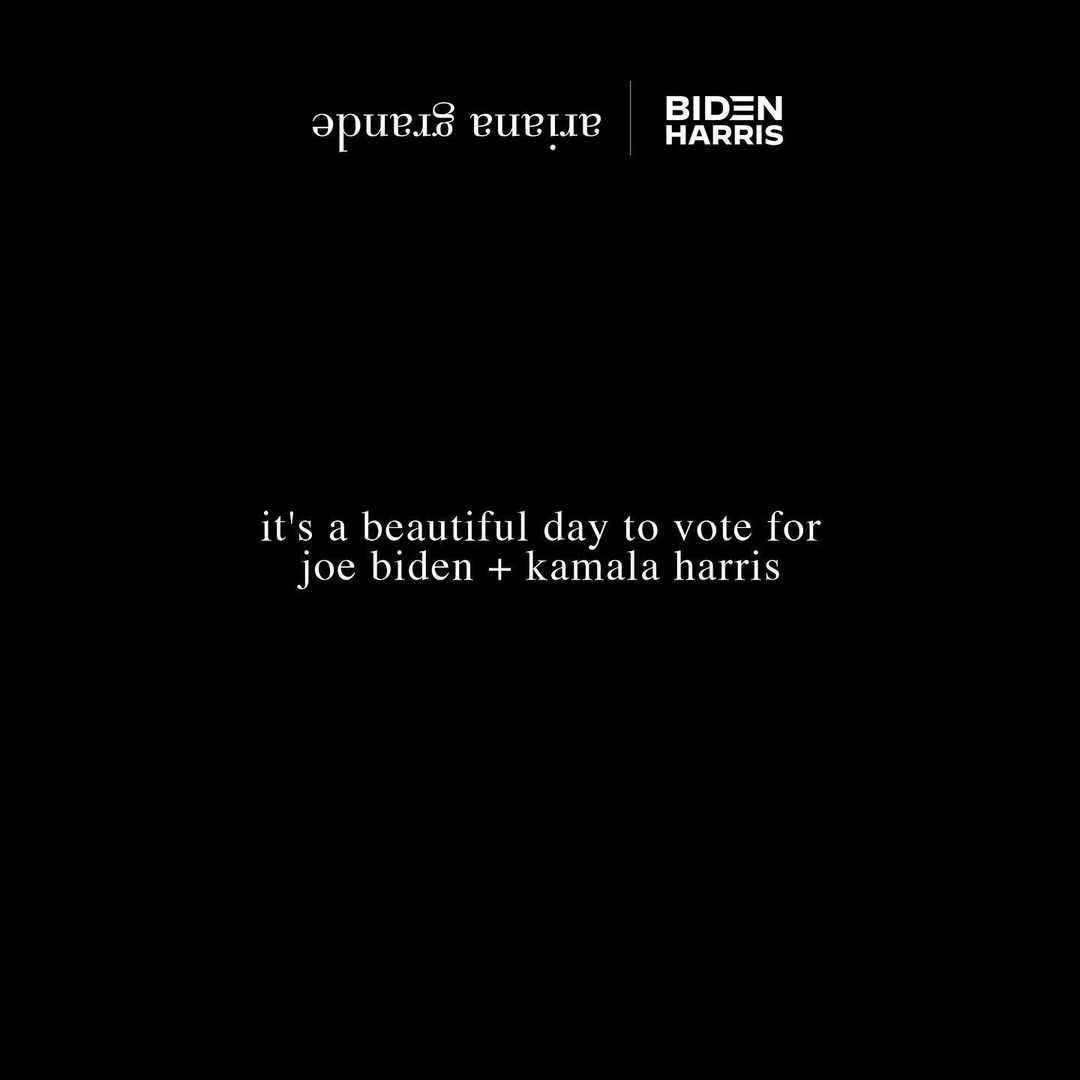 ariana grande
BIDEN
HARRIS
it's a beautiful day to vote for
joe biden + kamala harris